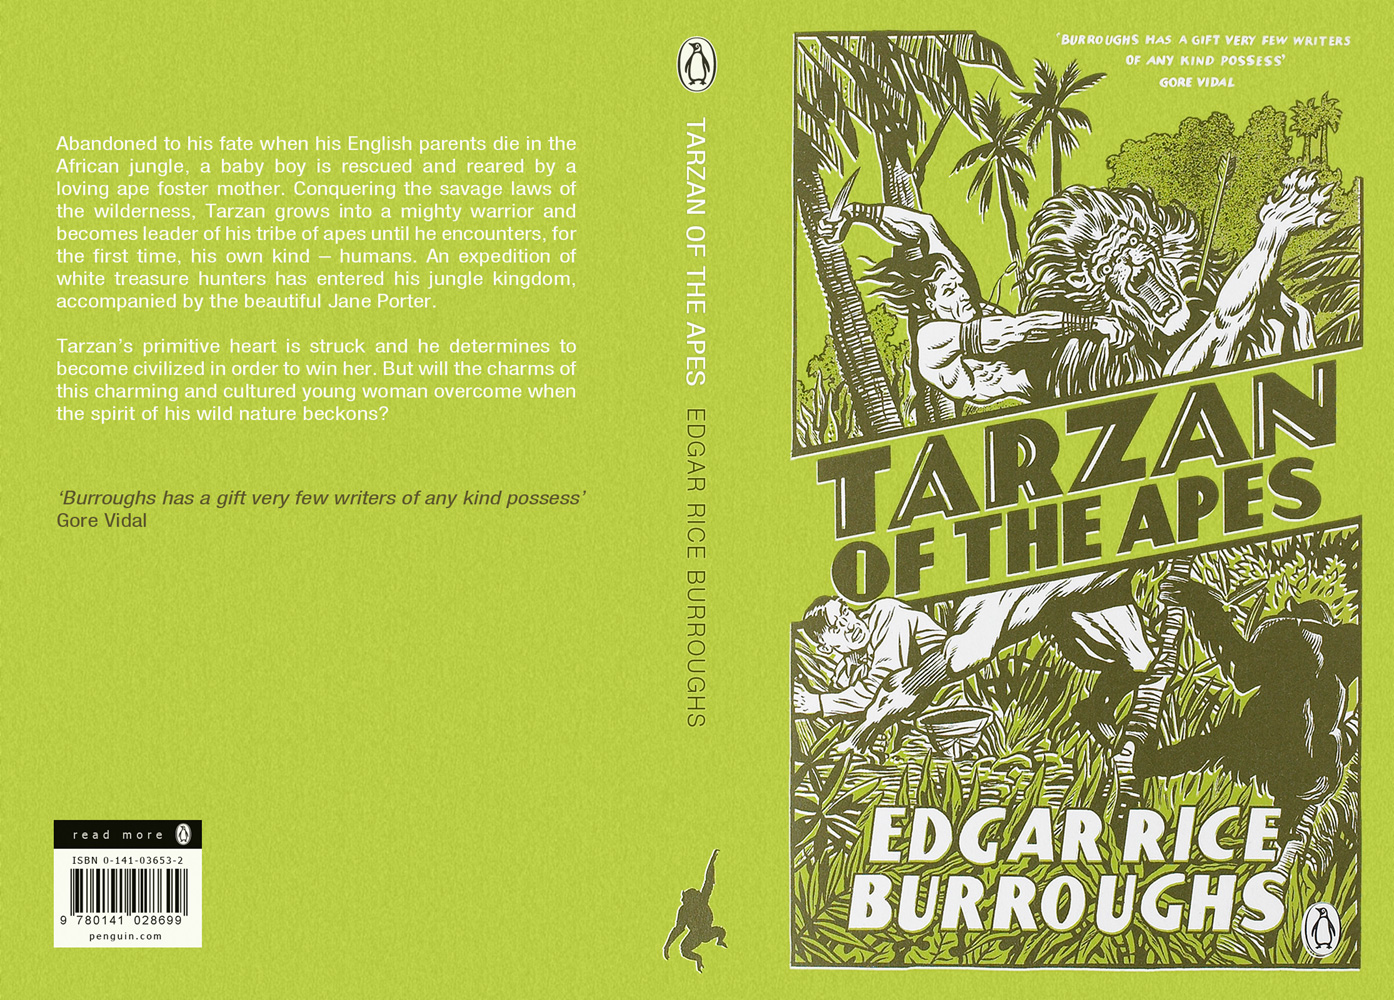 Abandoned to his fate when his English parents die in the
African jungle, a baby boy is rescued and reared by a
loving ape foster mother. Conquering the savage laws of
the wilderness, Tarzan grows into a mighty warrior and
becomes leader of his tribe of apes until he encounters, for
the first time, his own kind – humans. An expedition of
white treasure hunters has entered his jungle kingdom,
accompanied by the beautiful Jane Porter.
Tarzan's primitive heart is struck and he determines to
become civilized in order to win her. But will the charms of
this charming and cultured young woman overcome when
the spirit of his wild nature beckons?
‘Burroughs has a gift very few writers of any kind possess’
Gore Vidal
read more
ISBN 0-141-03653-2
9 780141 028699
penguin.com
TARZAN OF THE APES EDGAR RICE BURROUGHS
‘BURROUGHS HAS A GIFT VERY FEW WRITERS
OF ANY KIND POSSESS’
GORE VIDAL
TARZAN
OF THE APES
EDGAR RICE
BURROUGHS